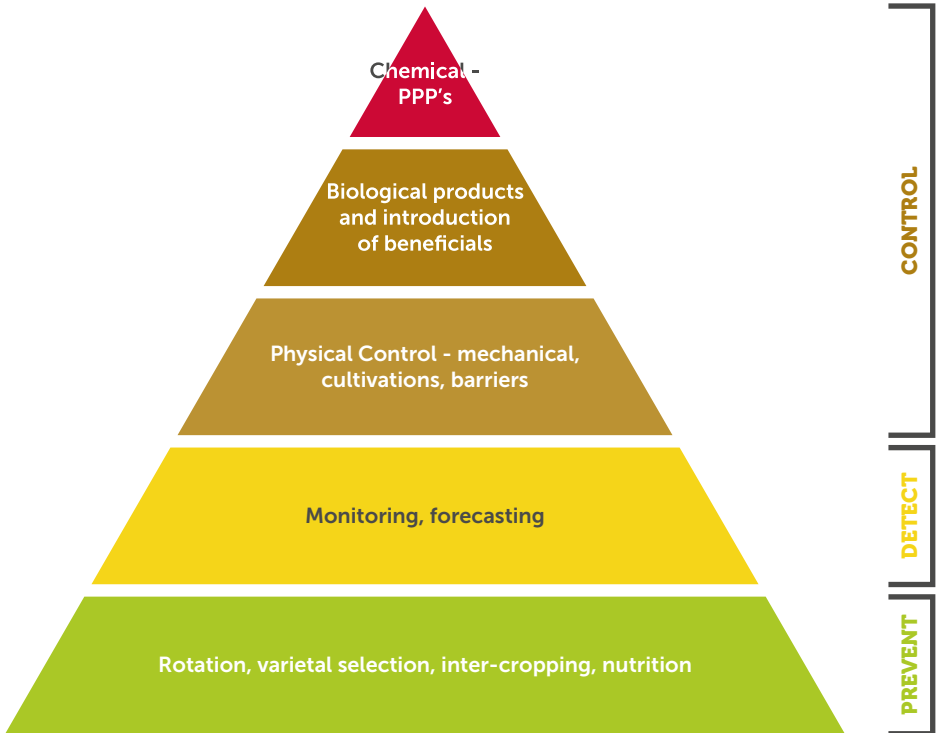 Chemical -
PPP's
Biological products
and introduction
of beneficials
Physical Control - mechanical,
cultivations, barriers
Monitoring, forecasting
Rotation, varietal selection, inter-cropping, nutrition
CONTROL
DETECT
PREVENT